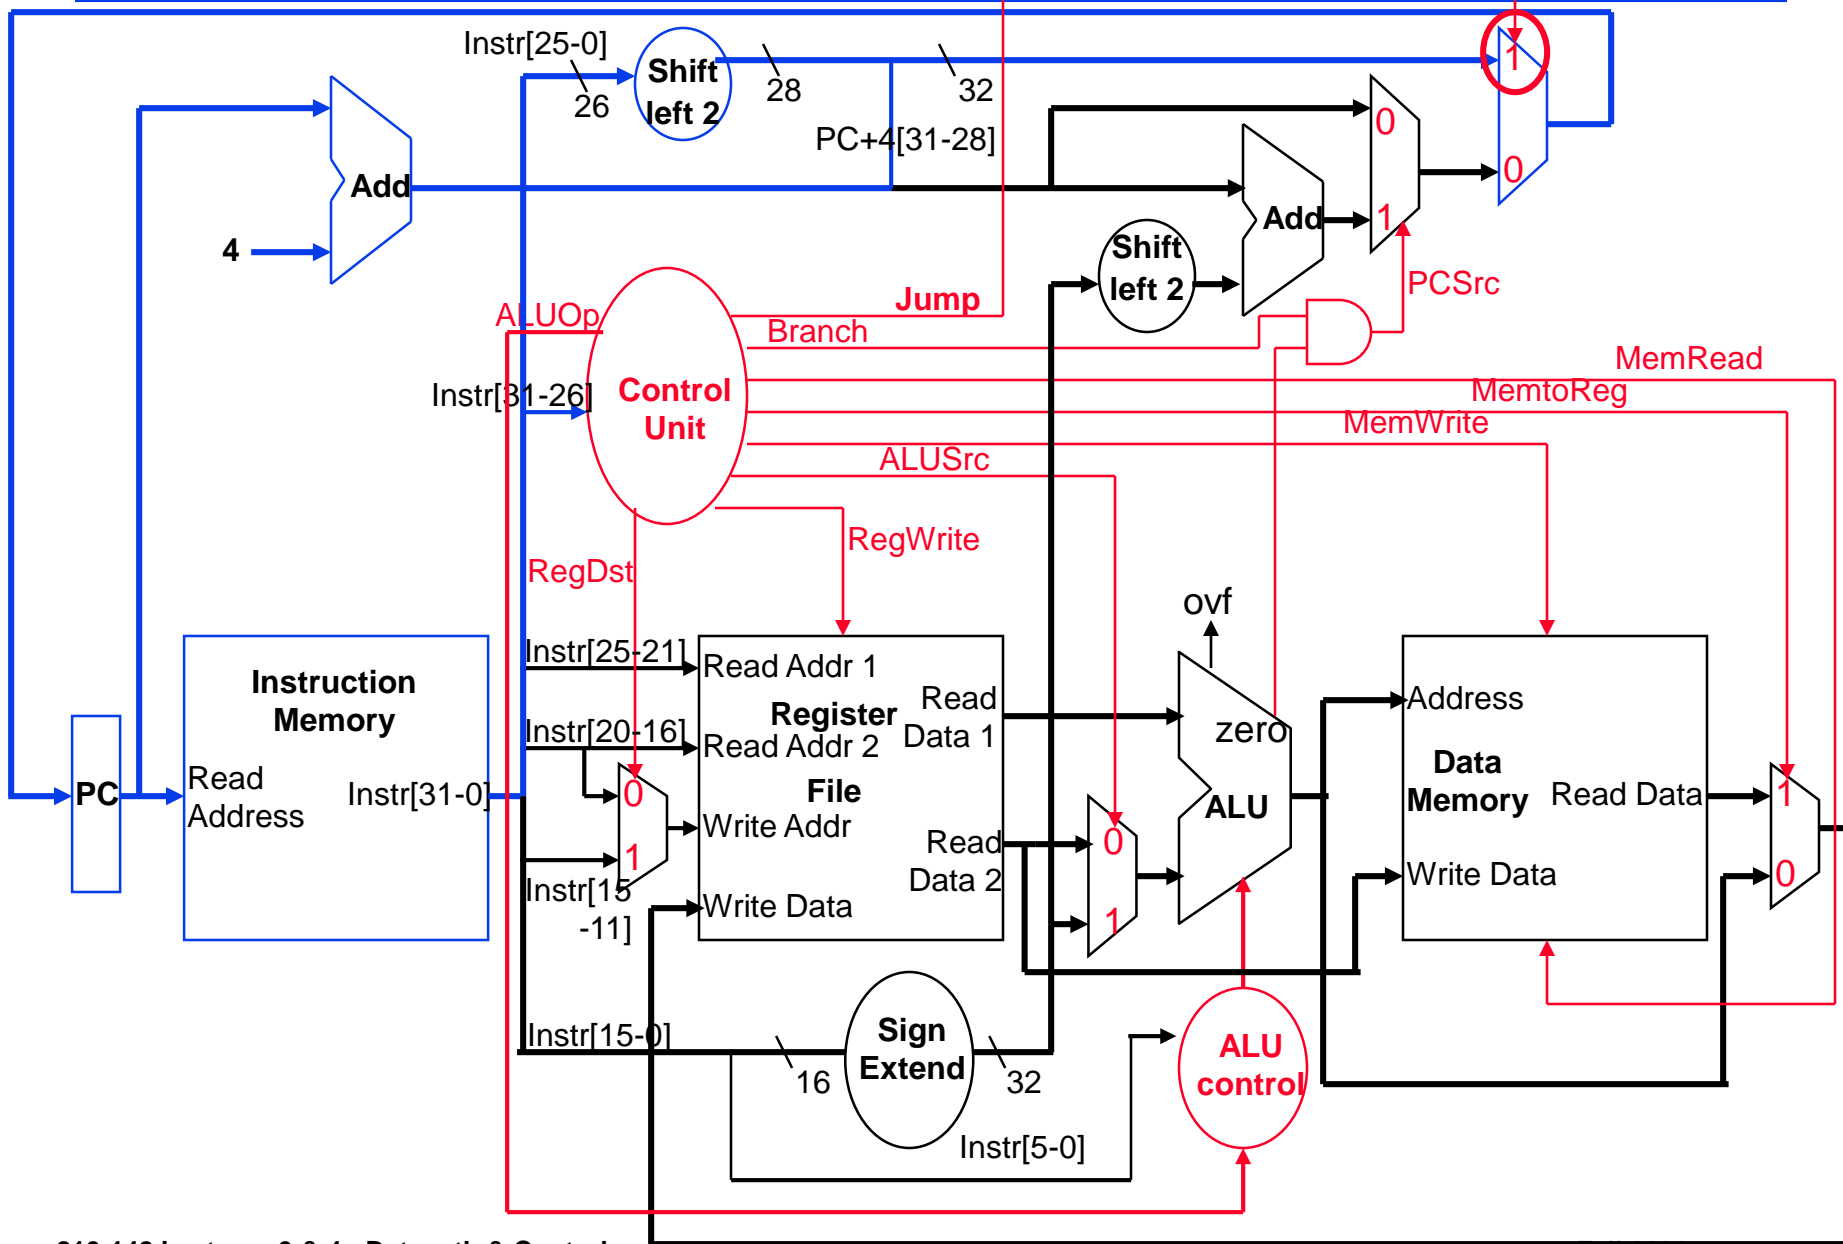 Instr[25-0]
26
Shift
left 2
28
32
PC+4[31-28]
1
0
0
1
Add
4
Add
Shift
left 2
PCSrc
ALUOp
Jump
Branch
MemRead
MemtoReg
MemWrite
ALUSrc
Instr[31-26]
Control
Unit
RegWrite
RegDst
ovf
Instruction
Memory
PC
Read
Address
Instr[31-0]
Instr[25-21]
Instr[20-16]
0
1
Instr[15
-11]
Read Addr 1
Register
Read Addr 2
File
Write Addr
Write Data
Read
Data 1
Read
Data 2
0
1
zero
ALU
Address
Data
Memory
Read Data
Write Data
1
0
Instr[15-0]
16
Sign
Extend
32
ALU
control
Instr[5-0]